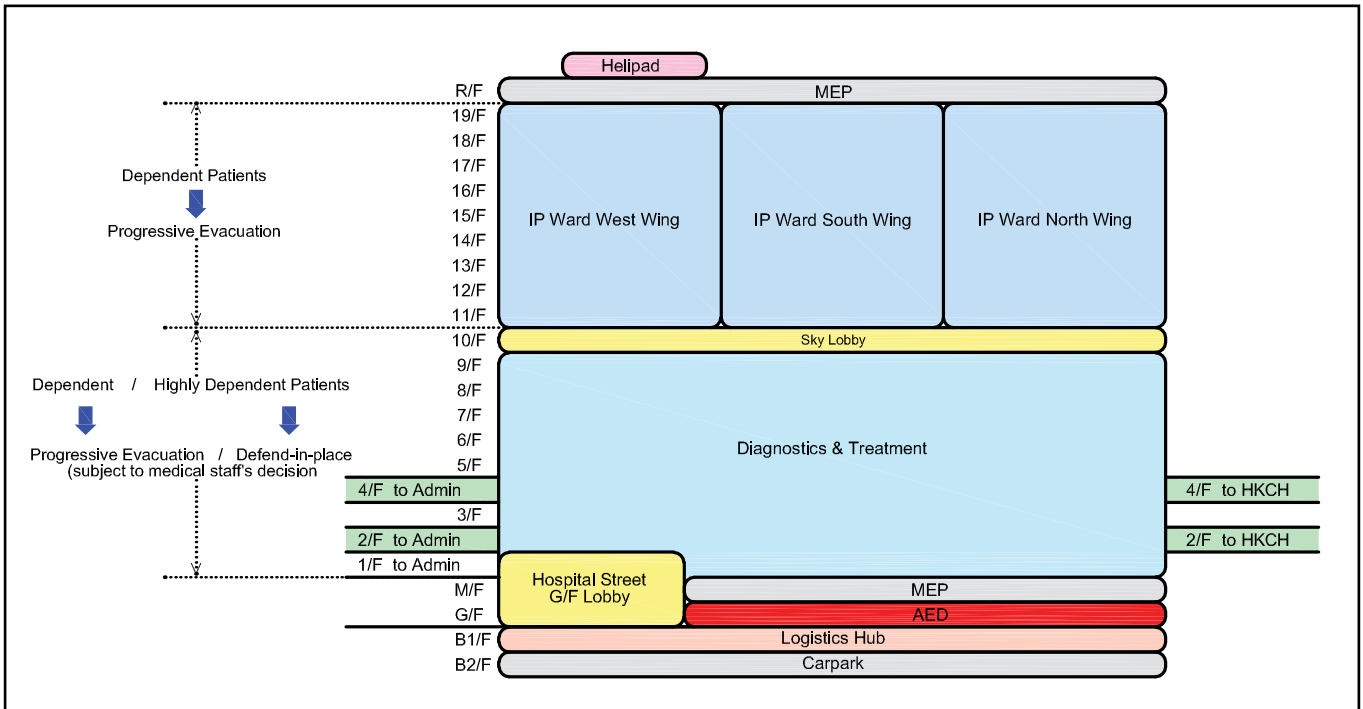 Helipad
R/F
MEP
19/F
18/F
17/F
16/F
15/F
14/F
13/F
12/F
11/F
Dependent Patients
Progressive Evacuation
IP Ward West Wing
IP Ward South Wing
IP Ward North Wing
10/F
Sky Lobby
9/F
8/F
7/F
6/F
5/F
Dependent / Highly Dependent Patients
Progressive Evacuation / Defend-in-place
(subject to medical staff's decision
Diagnostics & Treatment
4/F to Admin
4/F to HKCH
3/F
2/F to Admin
2/F to HKCH
1/F to Admin
Hospital Street
G/F Lobby
M/F
MEP
G/F
AED
B1/F
Logistics Hub
B2/F
Carpark